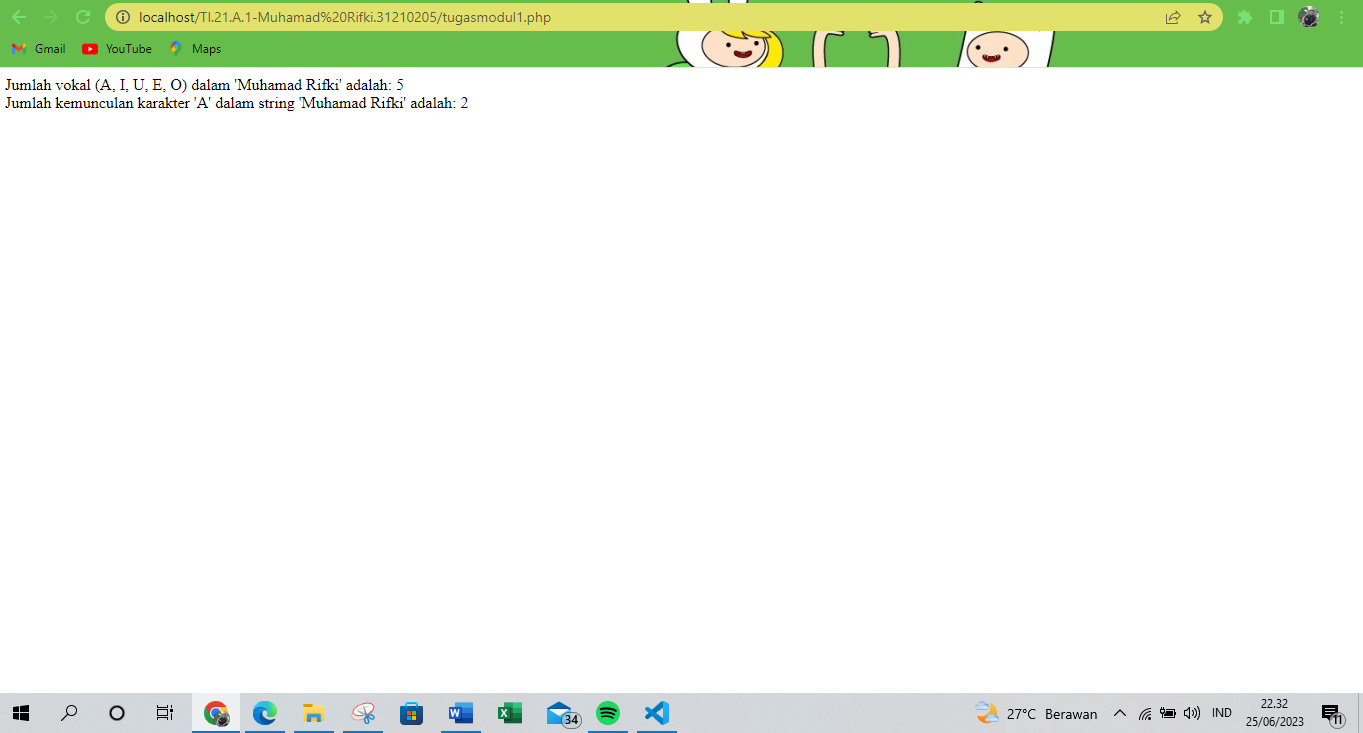 localhost/TI.21.A.1-Muhamad%20Rifki.31210205/tugasmodul1.php
Gmail YouTube Maps
Jumlah vokal (A, I, U, E, O) dalam 'Muhamad Rifki' adalah: 5
Jumlah kemunculan karakter 'A' dalam string 'Muhamad Rifki' adalah: 2
34
27°C Berawan
IND
22.32
25/06/2023
11